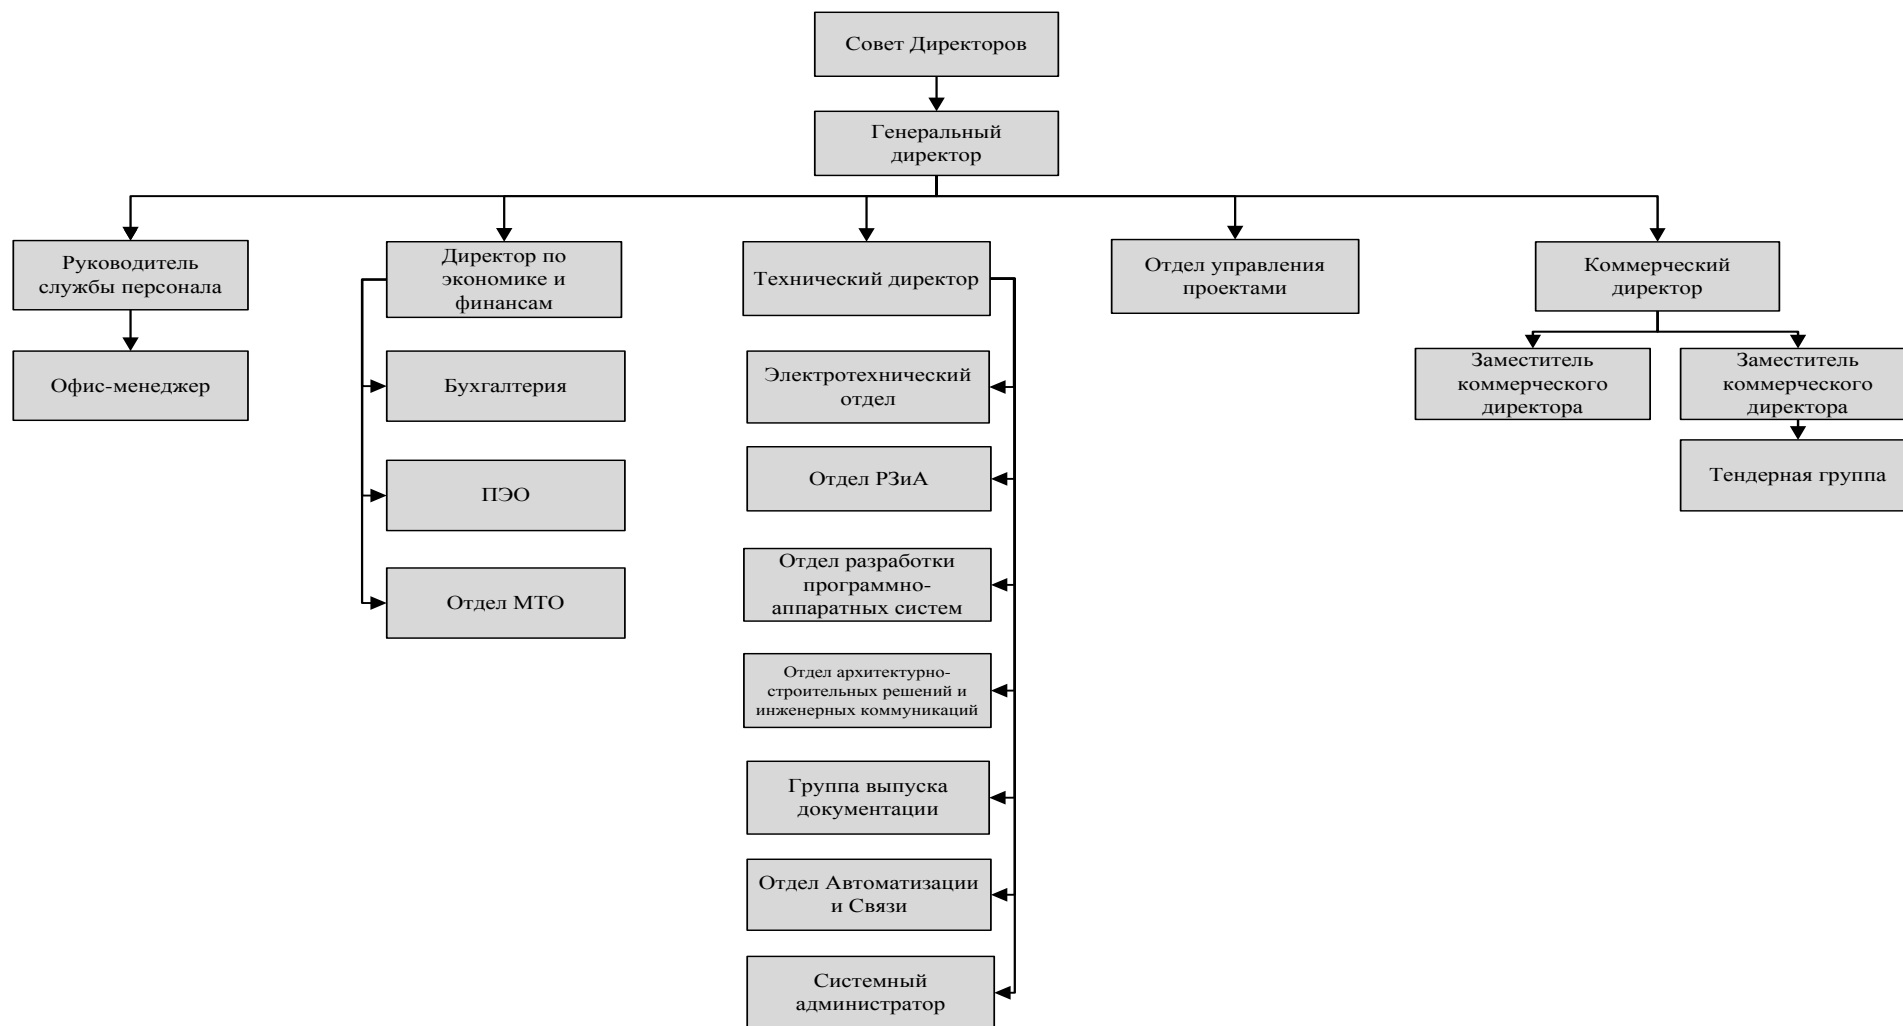 Совет Директоров
Генеральный
директор
Руководитель
службы персонала
Директор по
экономике и
финансам
Технический директор
Отдел управления
проектами
Коммерческий
директор
Офис-менеджер
Бухгалтерия
ПЭО
Отдел МТО
Электротехнический
отдел
Отдел РЗиА
Отдел разработки
программно-
аппаратных систем
Отдел архитектурно-
строительных решений и
инженерных коммуникаций
Группа выпуска
документации
Отдел Автоматизации
и Связи
Системный
администратор
Заместитель
коммерческого
директора
Заместитель
коммерческого
директора
Тендерная группа